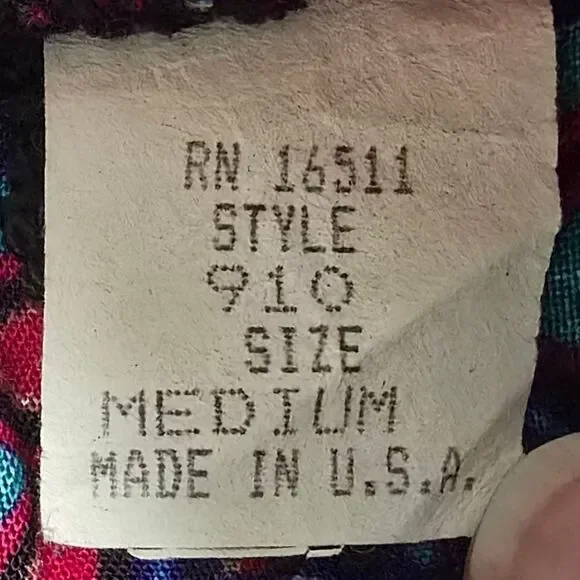 RN 16511
STYLE
910
SIZE
MEDIUM
MADE IN U.S.A.